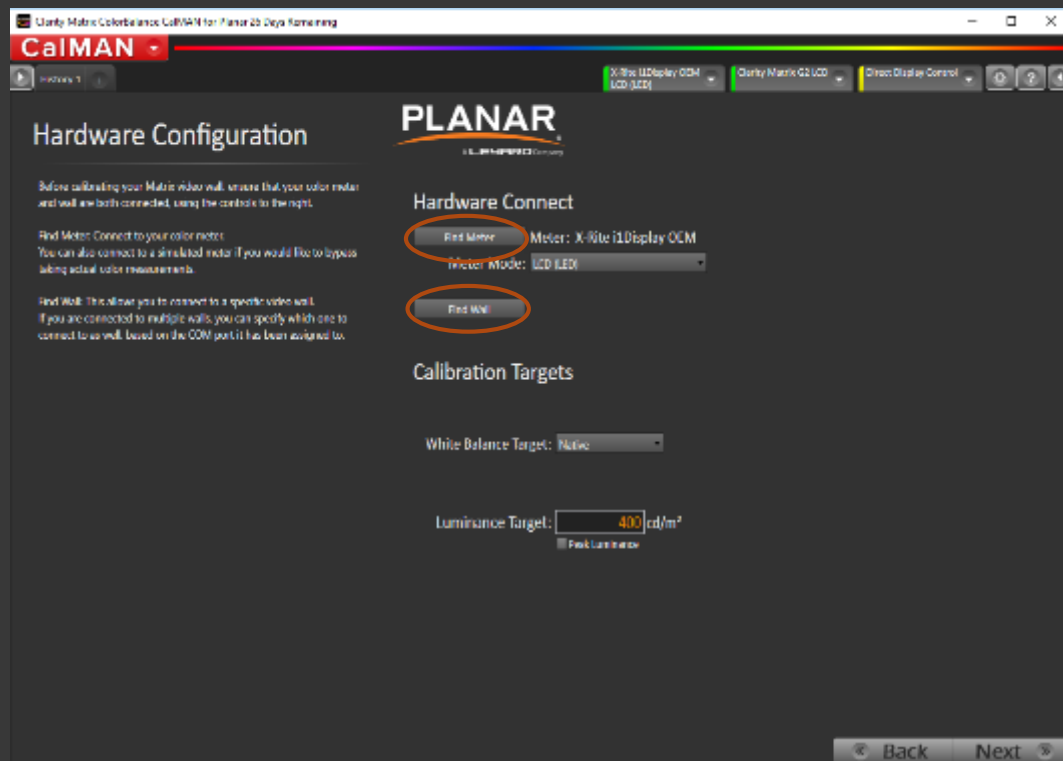 Clarity Matrix Colorbalance CalMAN for Planar 26 Days Remaining
CalMAN
History 1
X-Rite i1Display OEM
LCD (LED)
Clarity Matrix G2 LCD
Direct Display Control
?
Hardware Configuration
PLANAR
A LEYARD Company
Before calibrating your Matrix video wall, ensure that your color meter
and wall are both connected, using the controls to the right.
Find Meter: Connect to your color meter.
You can also connect to a simulated meter if you would like to bypass
taking actual color measurements.
Find Wall: This allows you to connect to a specific video wall.
If you are connected to multiple walls, you can specify which one to
connect to as well, based on the COM port it has been assigned to.
Hardware Connect
Find Meter Meter: X-Rite i1Display OEM
Meter Mode: LCD (LED)
Find Wall
Calibration Targets
White Balance Target: Native
Luminance Target: 400 cd/m²
Peak Luminance
Back Next